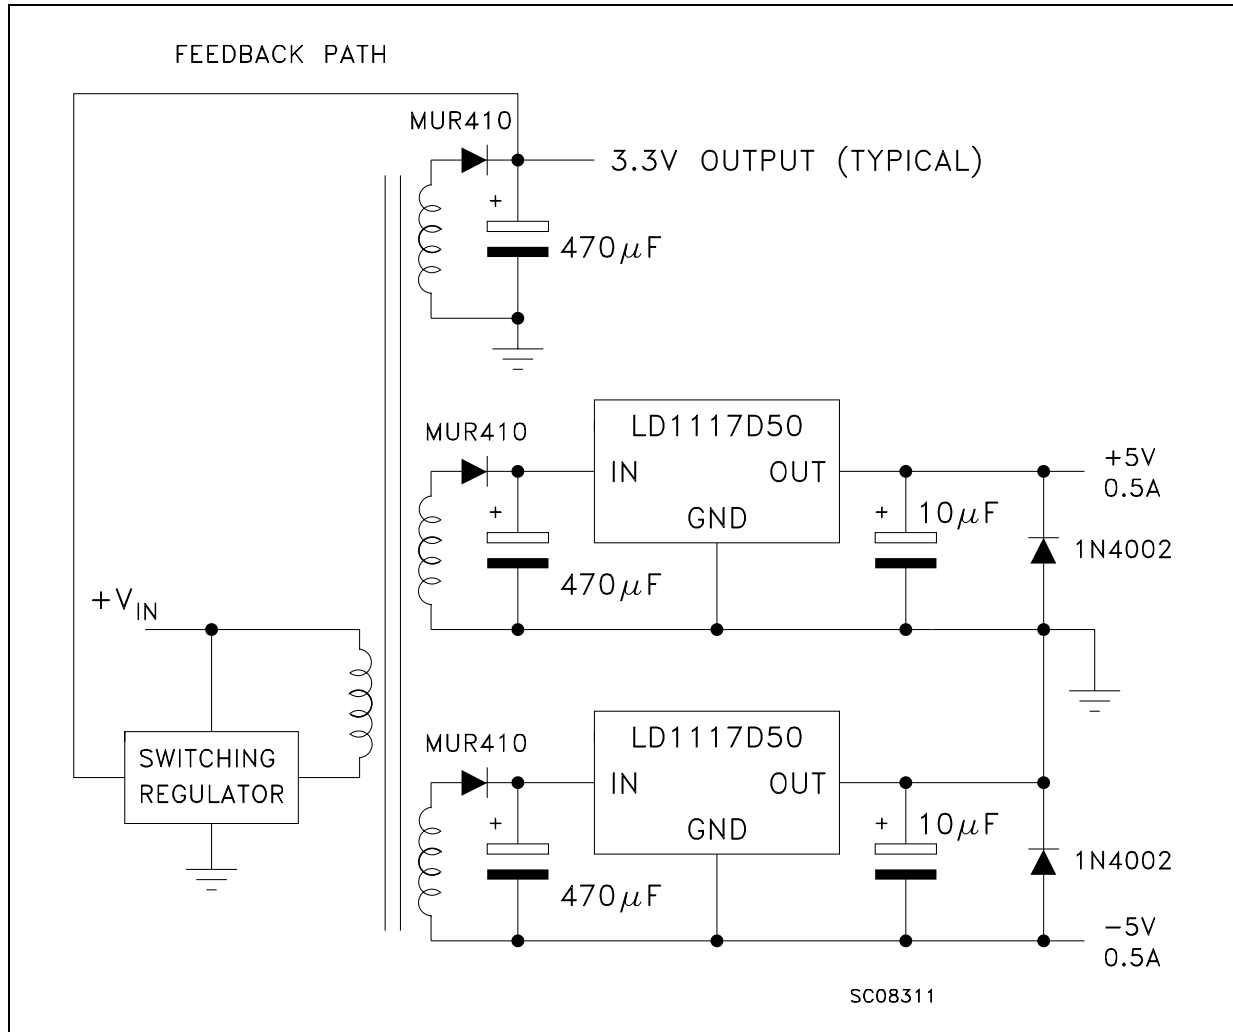 FEEDBACK PATH
MUR410
3.3V OUTPUT (TYPICAL)
+
470µF
LD1117D50
MUR410
IN OUT
+5V
0.5A
GND
+
+ 10µF
1N4002
470µF
+VIN
LD1117D50
MUR410
SWITCHING
REGULATOR
IN OUT
GND
+
+ 10µF
1N4002
470µF
-5V
0.5A
SC08311